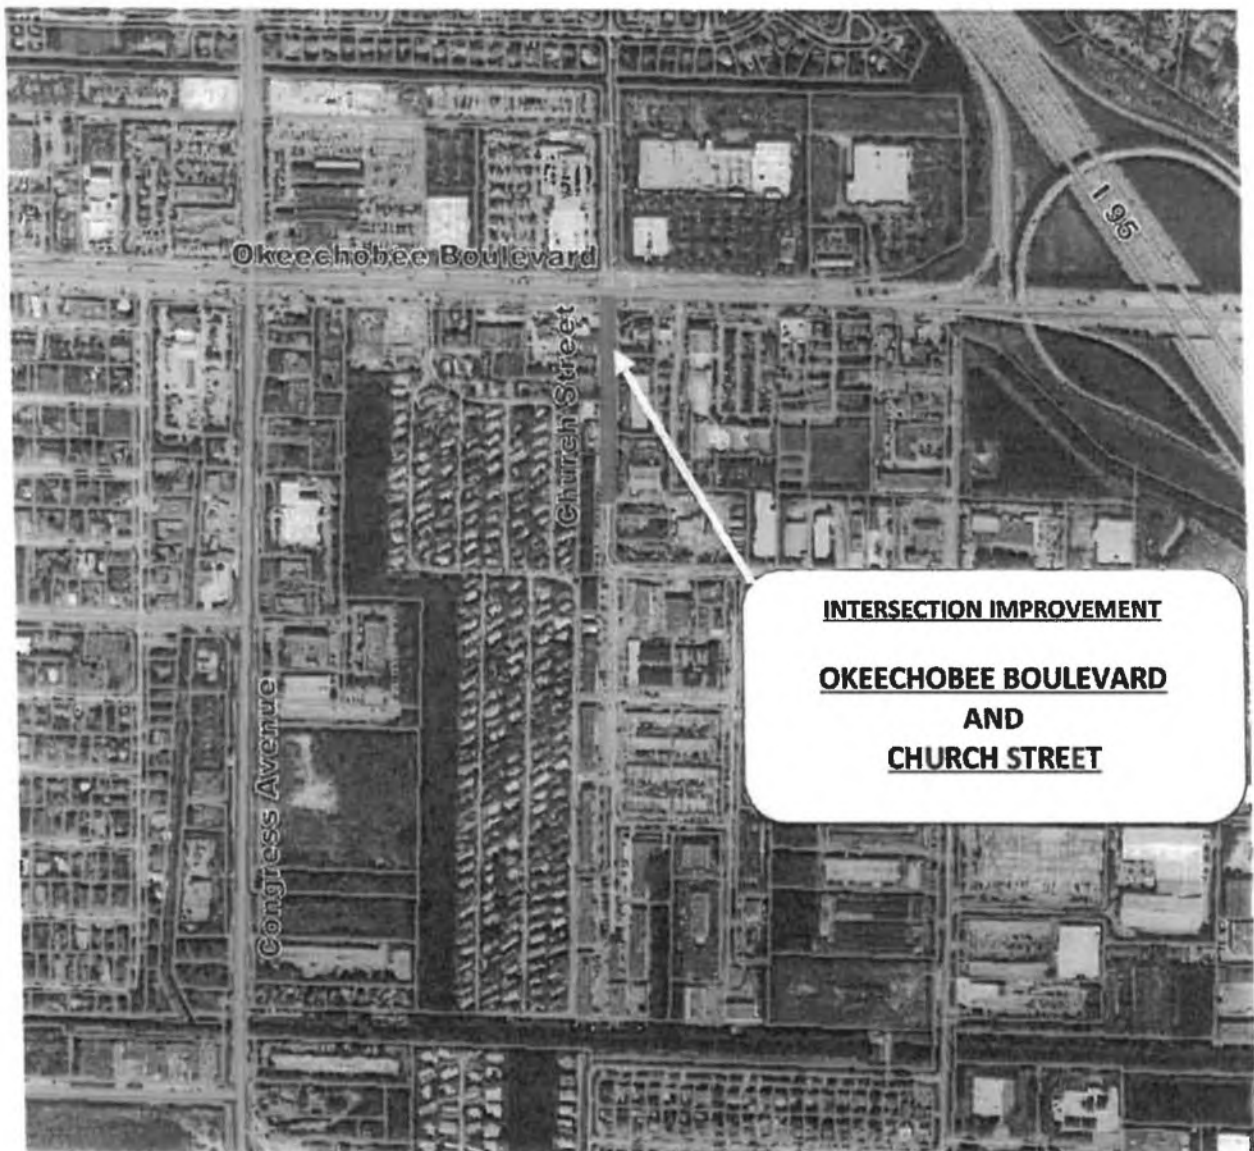 I 95
Okeechobee Boulevard
Church Street
INTERSECTION IMPROVEMENT
OKEECHOBEE BOULEVARD
AND
CHURCH STREET
Congress Avenue